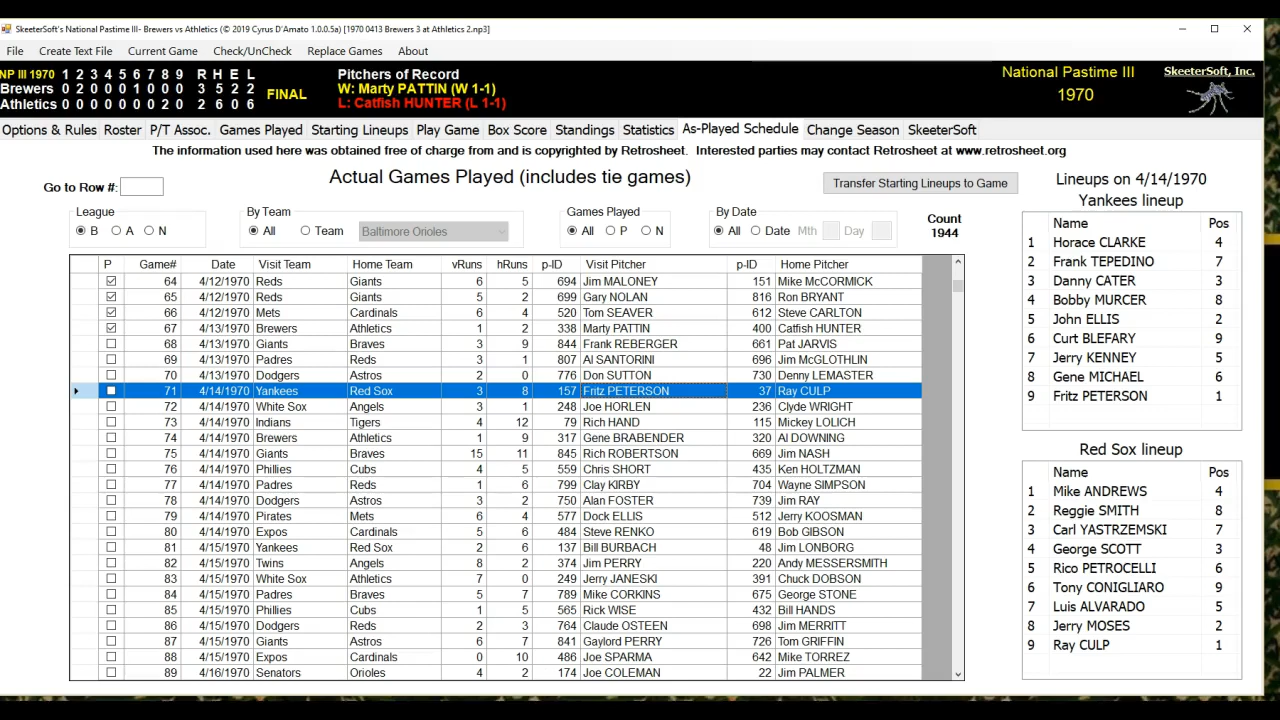 SkeeterSoft's National Pastime III- Brewers vs Athletics (© 2019 Cyrus D'Amato 1.0.0.5a) [1970 0413 Brewers 3 at Athletics 2.np3]
File Create Text File Current Game Check/UnCheck Replace Games About
NP III 1970 1 2 3 4 5 6 7 8 9 R H E L
Brewers 0 2 0 0 0 1 0 0 0 3 5 2 2
Athletics 0 0 0 0 0 0 0 2 0 2 6 0 6
FINAL
Pitchers of Record
W: Marty PATTIN (W 1-1)
L: Catfish HUNTER (L 1-1)
National Pastime III
1970
SkeeterSoft, Inc.
Options & Rules Roster P/T Assoc. Games Played Starting Lineups Play Game Box Score Standings Statistics As-Played Schedule Change Season SkeeterSoft
The information used here was obtained free of charge from and is copyrighted by Retrosheet. Interested parties may contact Retrosheet at www.retrosheet.org
Go to Row #:
Actual Games Played (includes tie games)
Transfer Starting Lineups to Game
League
B A N
By Team
All Team Baltimore Orioles
Games Played
All P N
By Date
All Date Mth Day
Count
1944
P Game# Date Visit Team Home Team vRuns hRuns p-ID Visit Pitcher p-ID Home Pitcher
64 4/12/1970 Reds Giants 6 5 694 Jim MALONEY 151 Mike McCORMICK
65 4/12/1970 Reds Giants 5 2 699 Gary NOLAN 816 Ron BRYANT
66 4/12/1970 Mets Cardinals 6 4 520 Tom SEAVER 612 Steve CARLTON
67 4/13/1970 Brewers Athletics 1 2 338 Marty PATTIN 400 Catfish HUNTER
68 4/13/1970 Giants Braves 3 9 844 Frank REBERGER 661 Pat JARVIS
69 4/13/1970 Padres Reds 3 1 807 Al SANTORINI 696 Jim McGLOTHLIN
70 4/13/1970 Dodgers Astros 2 0 776 Don SUTTON 730 Denny LEMASTER
71 4/14/1970 Yankees Red Sox 3 8 157 Fritz PETERSON 37 Ray CULP
72 4/14/1970 White Sox Angels 3 1 248 Joe HORLEN 236 Clyde WRIGHT
73 4/14/1970 Indians Tigers 4 12 79 Rich HAND 115 Mickey LOLICH
74 4/14/1970 Brewers Athletics 1 9 317 Gene BRABENDER 320 Al DOWNING
75 4/14/1970 Giants Braves 15 11 845 Rich ROBERTSON 669 Jim NASH
76 4/14/1970 Phillies Cubs 4 5 559 Chris SHORT 435 Ken HOLTZMAN
77 4/14/1970 Padres Reds 1 6 799 Clay KIRBY 704 Wayne SIMPSON
78 4/14/1970 Dodgers Astros 3 2 750 Alan FOSTER 739 Jim RAY
79 4/14/1970 Pirates Mets 6 4 577 Dock ELLIS 512 Jerry KOOSMAN
80 4/14/1970 Expos Cardinals 5 6 484 Steve RENKO 619 Bob GIBSON
81 4/15/1970 Yankees Red Sox 2 6 137 Bill BURBACH 48 Jim LONBORG
82 4/15/1970 Twins Angels 8 2 374 Jim PERRY 220 Andy MESSERSMITH
83 4/15/1970 White Sox Athletics 7 0 249 Jerry JANESKI 391 Chuck DOBSON
84 4/15/1970 Padres Braves 5 7 789 Mike CORKINS 675 George STONE
85 4/15/1970 Phillies Cubs 1 5 565 Rick WISE 432 Bill HANDS
86 4/15/1970 Dodgers Reds 2 3 764 Claude OSTEEN 698 Jim MERRITT
87 4/15/1970 Giants Astros 6 7 841 Gaylord PERRY 726 Tom GRIFFIN
88 4/15/1970 Expos Cardinals 0 10 486 Joe SPARMA 642 Mike TORREZ
89 4/16/1970 Senators Orioles 4 2 174 Joe COLEMAN 22 Jim PALMER
Lineups on 4/14/1970
Yankees lineup
Name Pos
1 Horace CLARKE 4
2 Frank TEPEDINO 7
3 Danny CATER 3
4 Bobby MURCER 8
5 John ELLIS 2
6 Curt BLEFARY 9
7 Jerry KENNEY 5
8 Gene MICHAEL 6
9 Fritz PETERSON 1
Red Sox lineup
Name Pos
1 Mike ANDREWS 4
2 Reggie SMITH 8
3 Carl YASTRZEMSKI 7
4 George SCOTT 3
5 Rico PETROCELLI 6
6 Tony CONIGLIARO 9
7 Luis ALVARADO 5
8 Jerry MOSES 2
9 Ray CULP 1